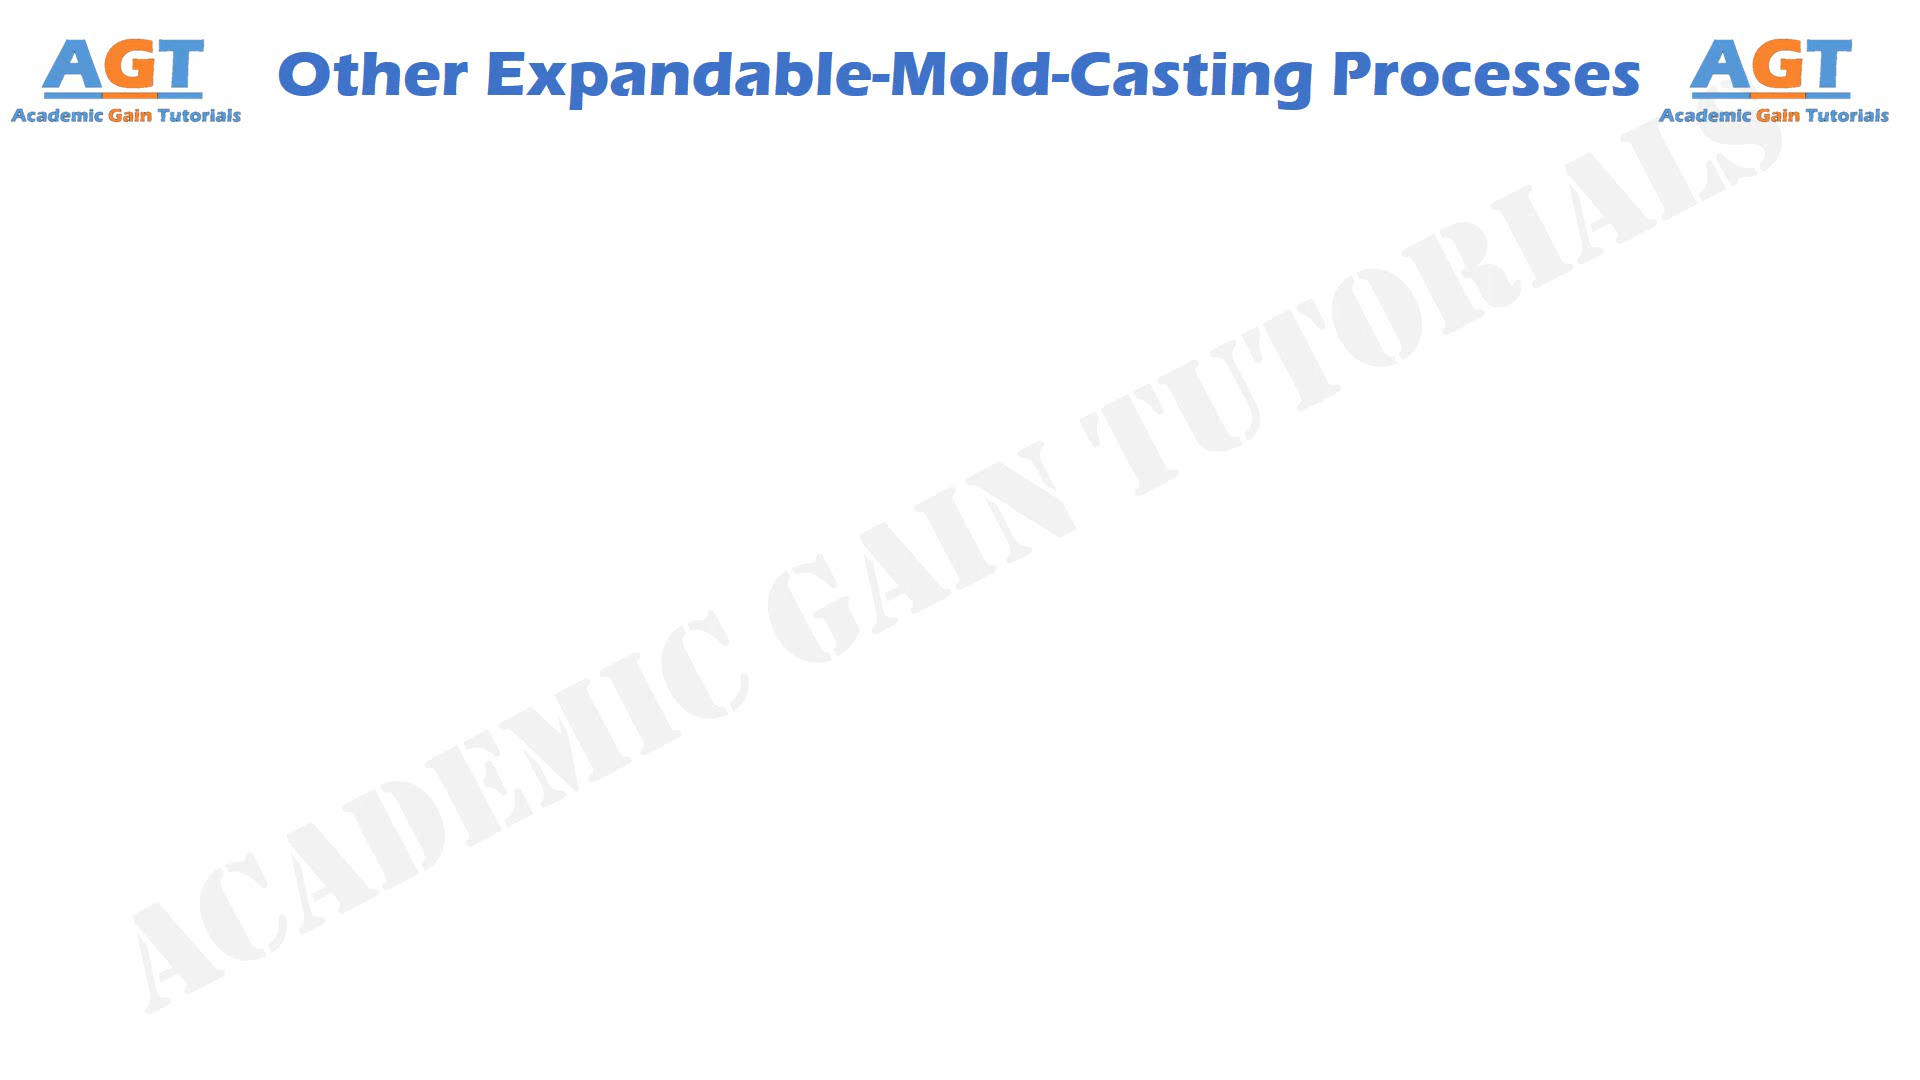 AGT
Academic Gain Tutorials
Other Expandable-Mold-Casting Processes
AGT
Academic Gain Tutorials
ACADEMIC GAIN TUTORIALS